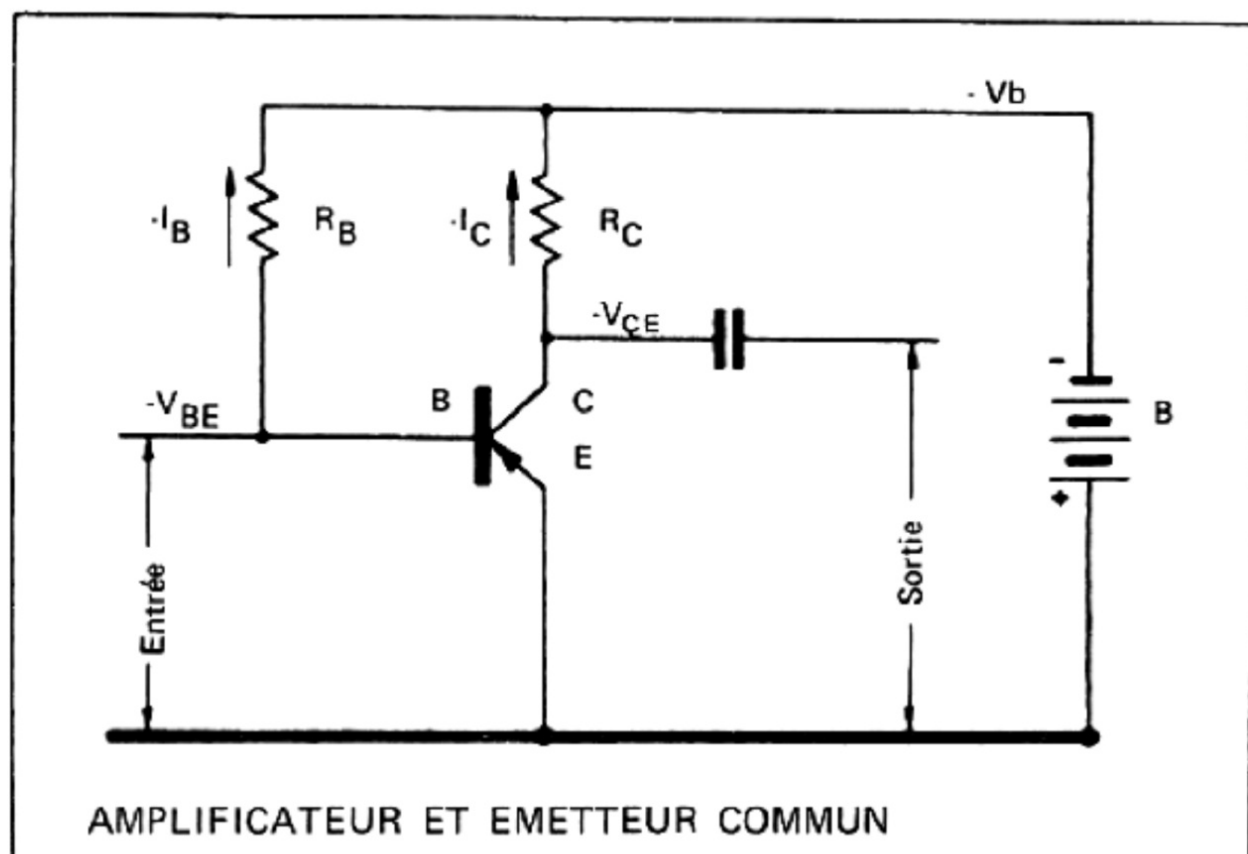 - Vb
-IB
RB
-IC
RC
-VCE
-VBE
B
C
E
-
B
+
Entrée
Sortie
AMPLIFICATEUR ET EMETTEUR COMMUN